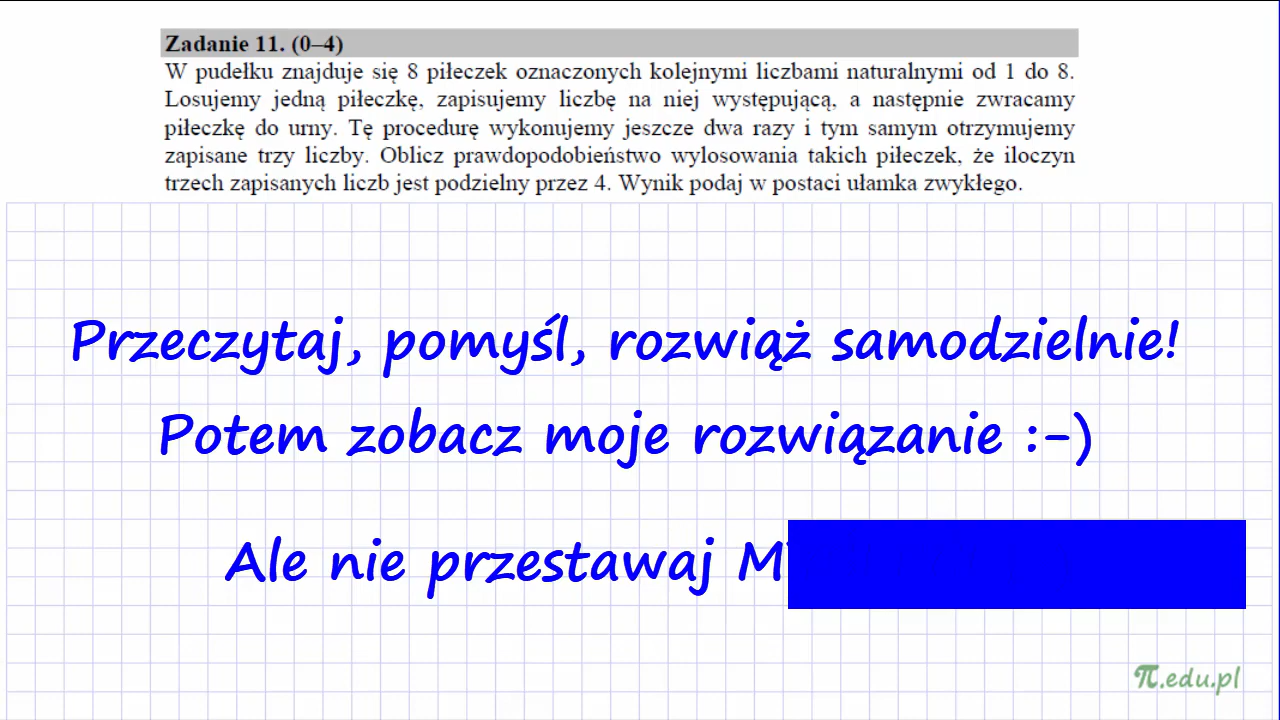 Zadanie 11. (0–4)
W pudełku znajduje się 8 piłeczek oznaczonych kolejnymi liczbami naturalnymi od 1 do 8.
Losujemy jedną piłeczkę, zapisujemy liczbę na niej występującą, a następnie zwracamy
piłeczkę do urny. Tę procedurę wykonujemy jeszcze dwa razy i tym samym otrzymujemy
zapisane trzy liczby. Oblicz prawdopodobieństwo wylosowania takich piłeczek, że iloczyn
trzech zapisanych liczb jest podzielny przez 4. Wynik podaj w postaci ułamka zwykłego.
Przeczytaj, pomyśl, rozwiąż samodzielnie!
Potem zobacz moje rozwiązanie :-)
Ale nie przestawaj
π.edu.pl